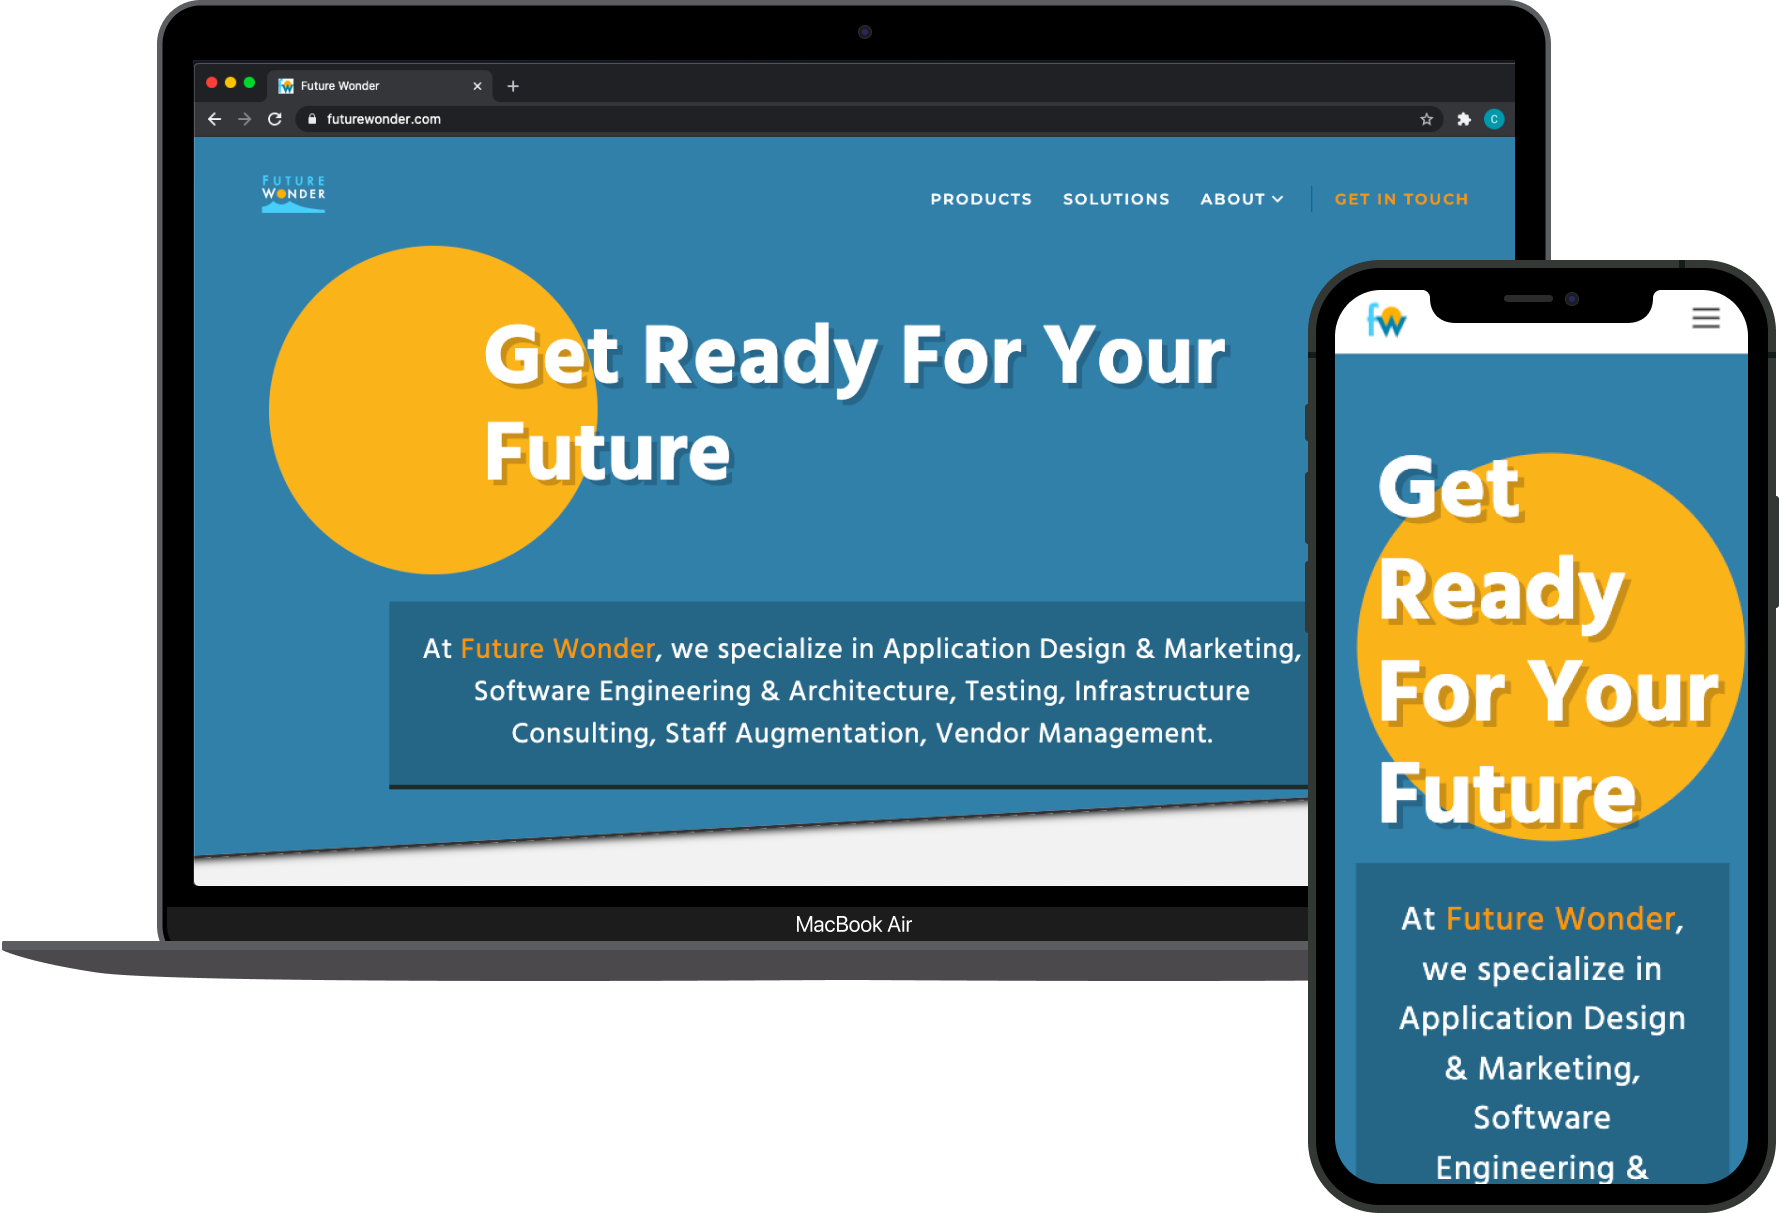 Future Wonder
futurewonder.com
C
FUTURE
WONDER
PRODUCTS SOLUTIONS ABOUT GET IN TOUCH
Get Ready For Your
Future
At Future Wonder, we specialize in Application Design & Marketing,
Software Engineering & Architecture, Testing, Infrastructure
Consulting, Staff Augmentation, Vendor Management.
MacBook Air
fw
Get
Ready
For Your
Future
At Future Wonder,
we specialize in
Application Design
& Marketing,
Software
Engineering &